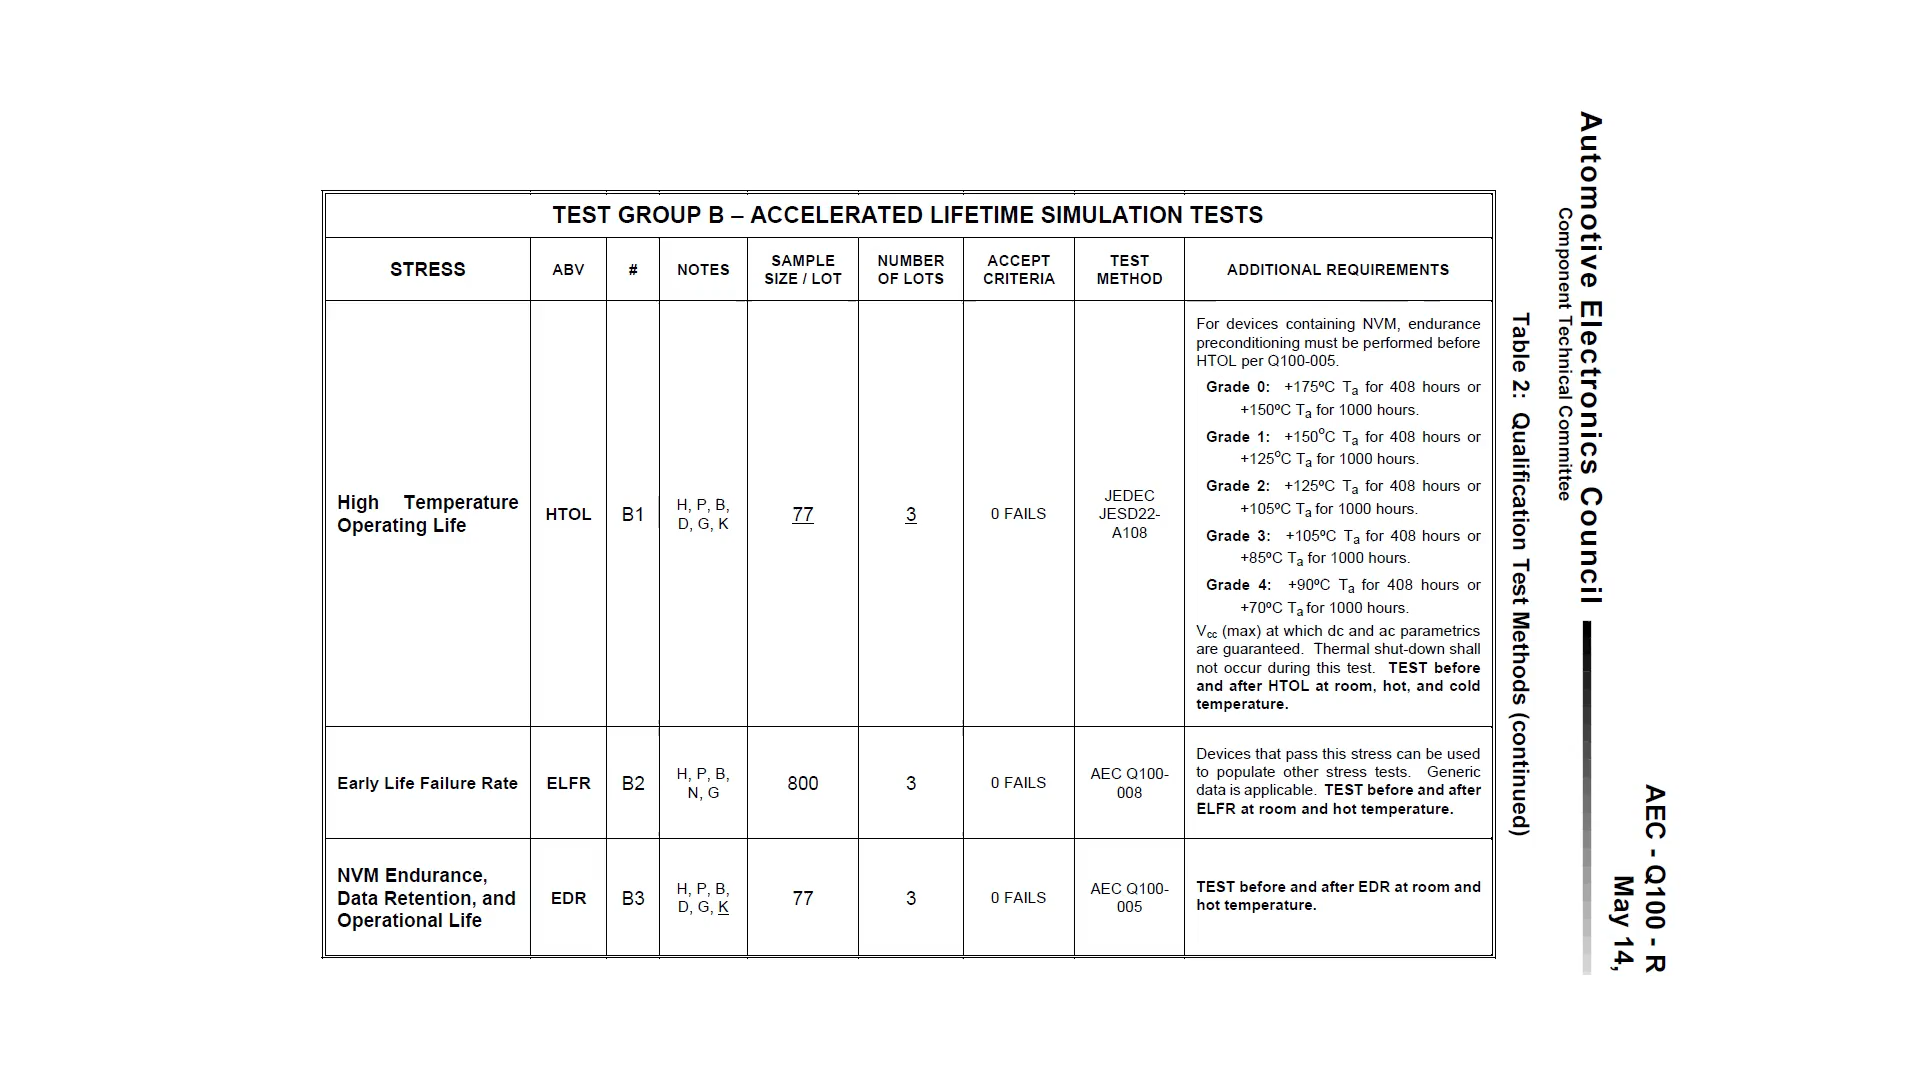 Automotive Electronics Council
Component Technical Committee
AEC - Q100 - R
May 14,
Table 2: Qualification Test Methods (continued)
TEST GROUP B – ACCELERATED LIFETIME SIMULATION TESTS
STRESS
ABV
#
NOTES
SAMPLE
SIZE / LOT
NUMBER
OF LOTS
ACCEPT
CRITERIA
TEST
METHOD
ADDITIONAL REQUIREMENTS
High Temperature
Operating Life
HTOL
B1
H, P, B,
D, G, K
77
3
0 FAILS
JEDEC
JESD22-
A108
For devices containing NVM, endurance
preconditioning must be performed before
HTOL per Q100-005.
Grade 0: +175ºC Ta for 408 hours or
+150ºC Ta for 1000 hours.
Grade 1: +150oC Ta for 408 hours or
+125oC Ta for 1000 hours.
Grade 2: +125ºC Ta for 408 hours or
+105ºC Ta for 1000 hours.
Grade 3: +105ºC Ta for 408 hours or
+85ºC Ta for 1000 hours.
Grade 4: +90ºC Ta for 408 hours or
+70ºC Ta for 1000 hours.
Vcc (max) at which dc and ac parametrics
are guaranteed. Thermal shut-down shall
not occur during this test. TEST before
and after HTOL at room, hot, and cold
temperature.
Early Life Failure Rate
ELFR
B2
H, P, B,
N, G
800
3
0 FAILS
AEC Q100-
008
Devices that pass this stress can be used
to populate other stress tests. Generic
data is applicable. TEST before and after
ELFR at room and hot temperature.
NVM Endurance,
Data Retention, and
Operational Life
EDR
B3
H, P, B,
D, G, K
77
3
0 FAILS
AEC Q100-
005
TEST before and after EDR at room and
hot temperature.